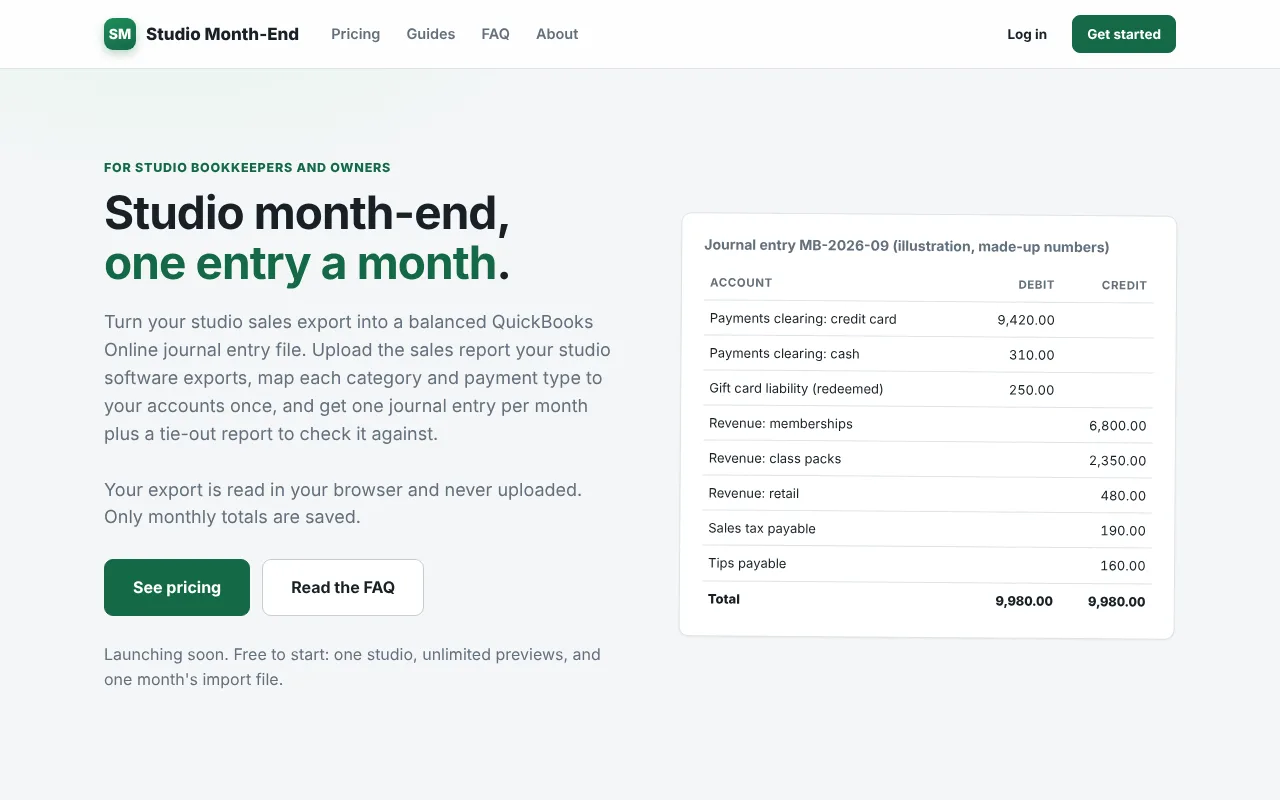 SM Studio Month-End Pricing Guides FAQ About Log in Get started
FOR STUDIO BOOKKEEPERS AND OWNERS
Studio month-end,
one entry a month.
Turn your studio sales export into a balanced QuickBooks
Online journal entry file. Upload the sales report your studio
software exports, map each category and payment type to
your accounts once, and get one journal entry per month
plus a tie-out report to check it against.
Your export is read in your browser and never uploaded.
Only monthly totals are saved.
See pricing Read the FAQ
Launching soon. Free to start: one studio, unlimited previews, and
one month's import file.
Journal entry MB-2026-09 (illustration, made-up numbers)
ACCOUNT DEBIT CREDIT
Payments clearing: credit card 9,420.00
Payments clearing: cash 310.00
Gift card liability (redeemed) 250.00
Revenue: memberships 6,800.00
Revenue: class packs 2,350.00
Revenue: retail 480.00
Sales tax payable 190.00
Tips payable 160.00
Total 9,980.00 9,980.00